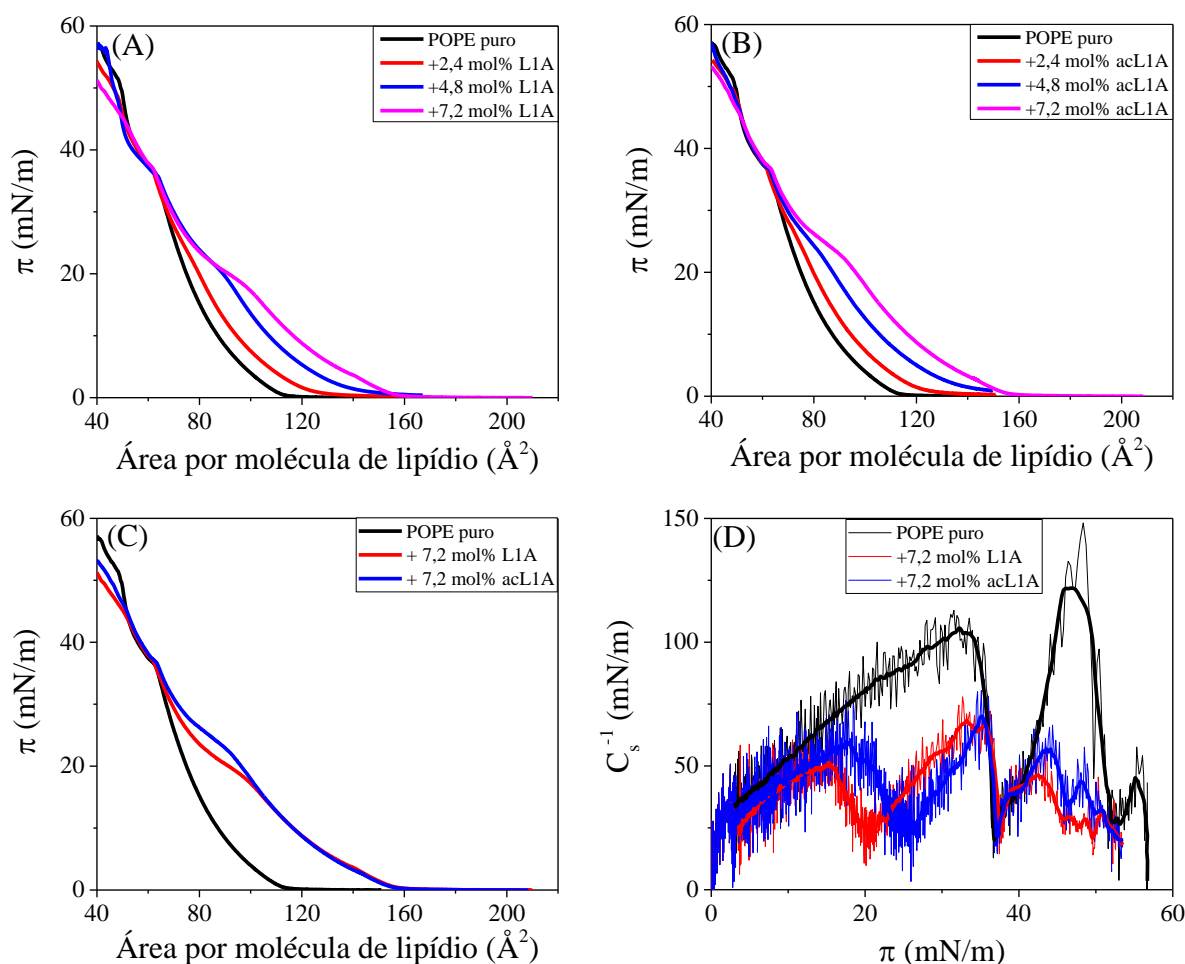 (A)
POPE puro
+2,4 mol% L1A
+4,8 mol% L1A
+7,2 mol% L1A
60
40
20
0
π (mN/m)
40 80 120 160 200
Área por molécula de lipídio (Å²)
(B)
POPE puro
+2,4 mol% acL1A
+4,8 mol% acL1A
+7,2 mol% acL1A
60
40
20
0
π (mN/m)
40 80 120 160 200
Área por molécula de lipídio (Å²)
(C)
POPE puro
+ 7,2 mol% L1A
+ 7,2 mol% acL1A
60
40
20
0
π (mN/m)
40 80 120 160 200
Área por molécula de lipídio (Å²)
(D)
POPE puro
+7,2 mol% L1A
+7,2 mol% acL1A
150
100
50
0
Cₛ⁻¹ (mN/m)
0 20 40 60
π (mN/m)